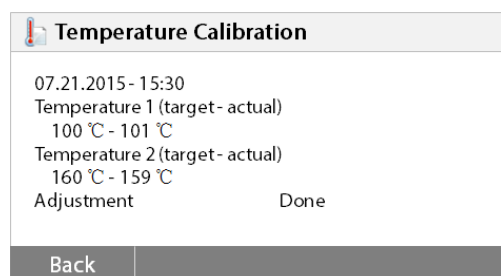 Temperature Calibration
07.21.2015 - 15:30
Temperature 1 (target - actual)
100 ℃ - 101 ℃
Temperature 2 (target - actual)
160 ℃ - 159 ℃
Adjustment Done
Back